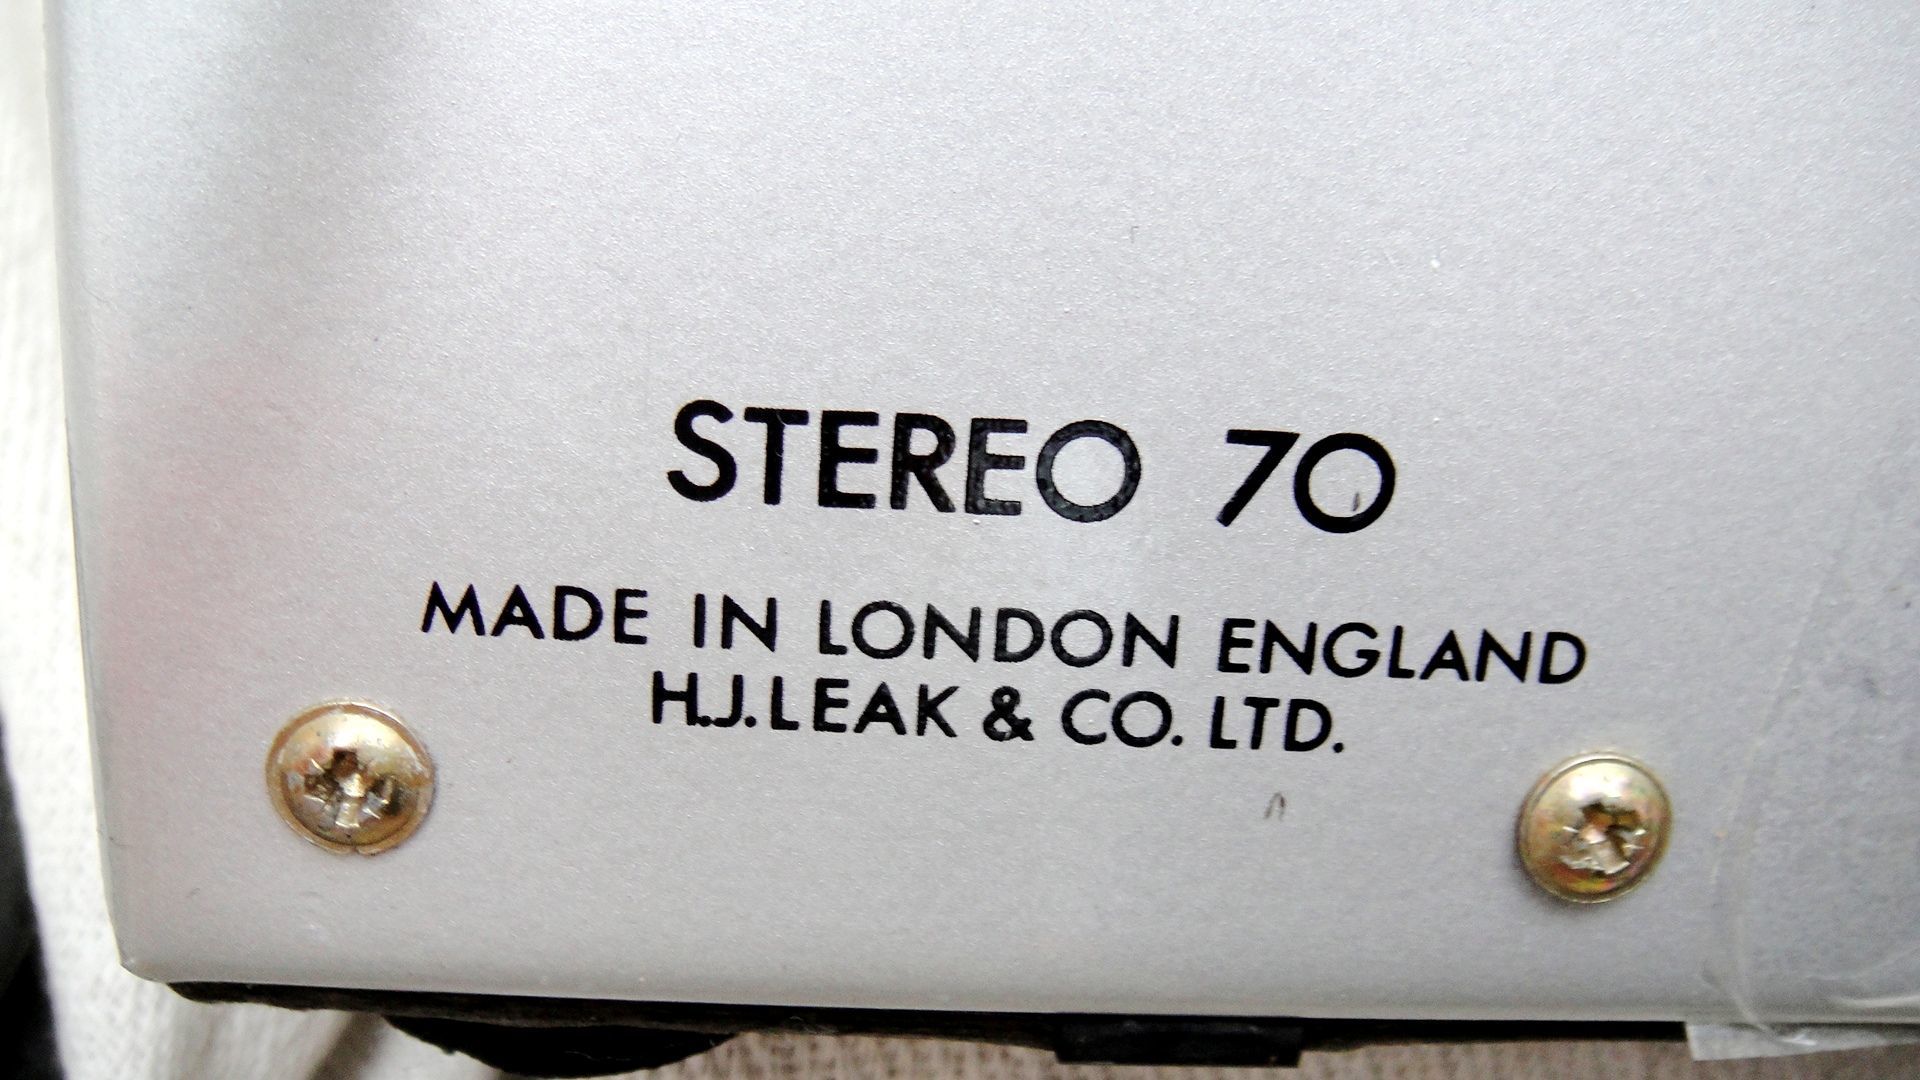 STEREO 70
MADE IN LONDON ENGLAND
H.J.LEAK & CO. LTD.